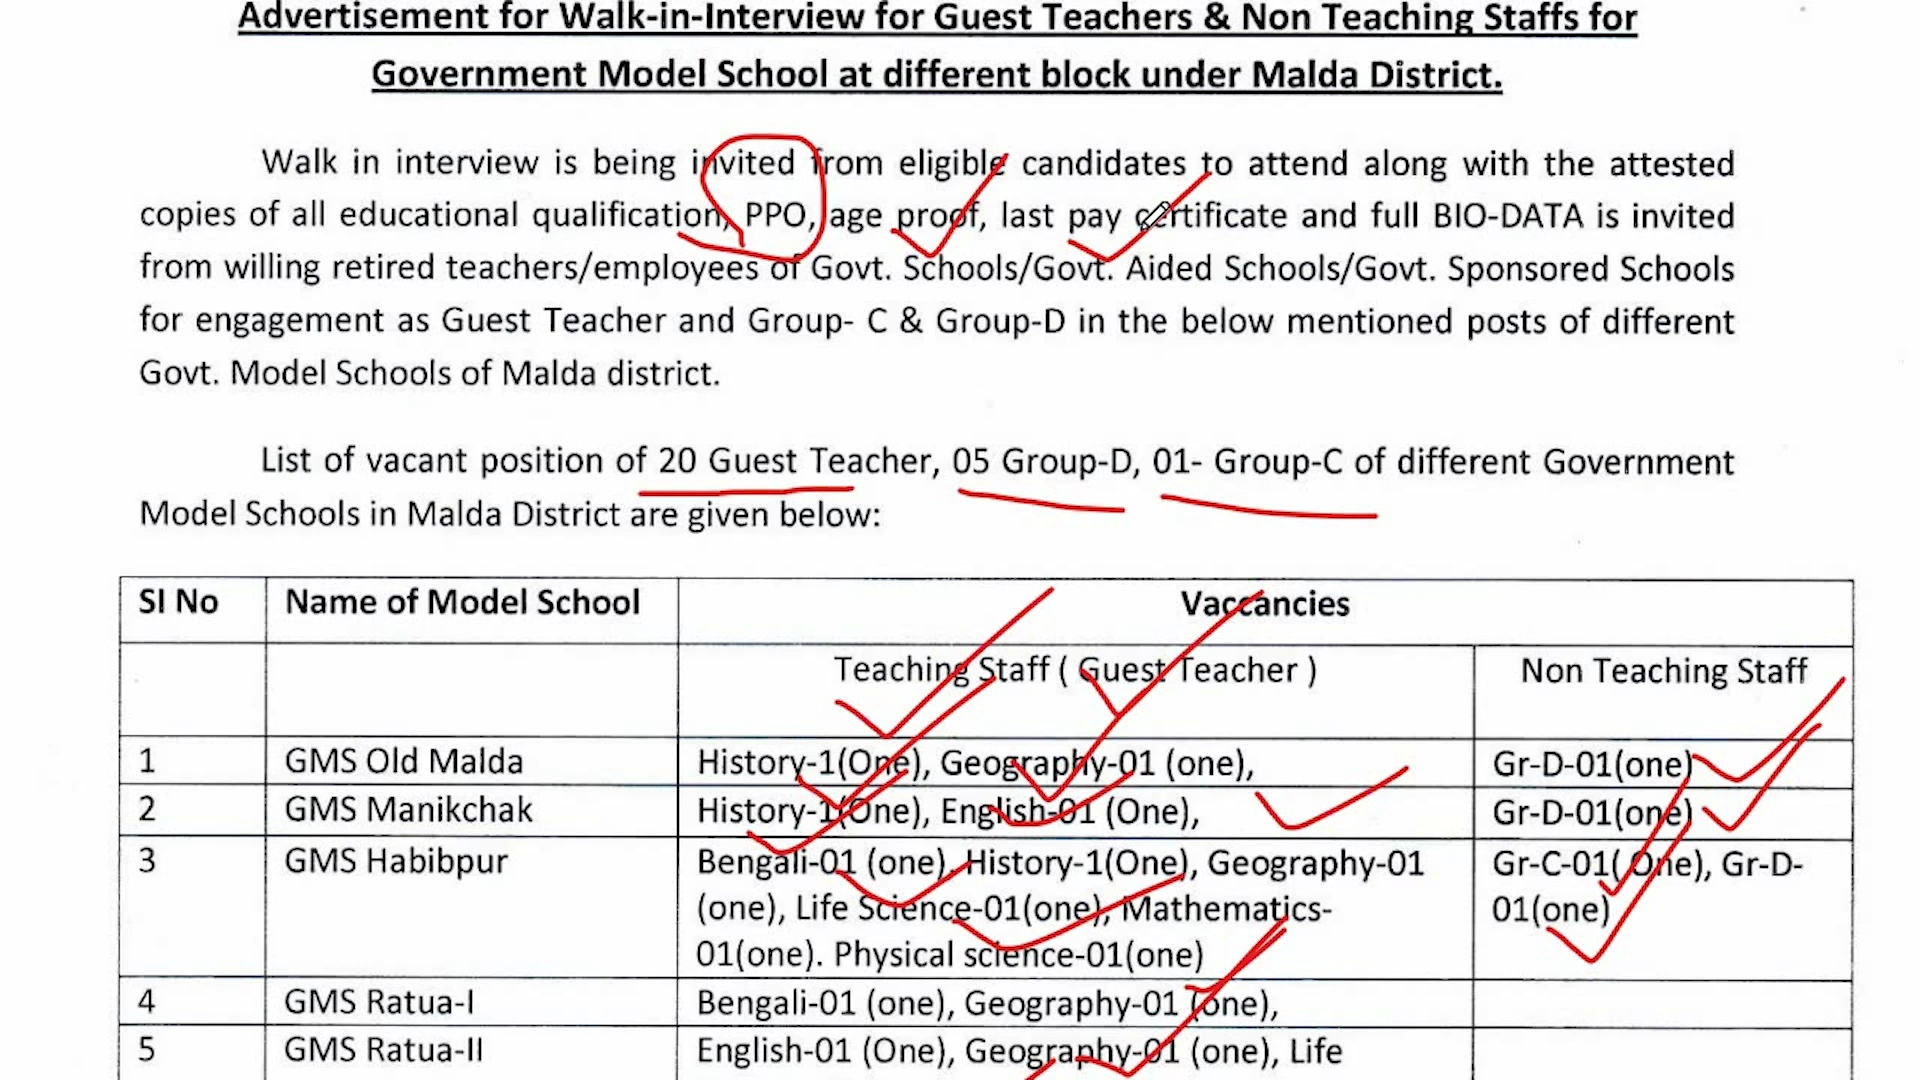 Advertisement for Walk-in-Interview for Guest Teachers & Non Teaching Staffs for
Government Model School at different block under Malda District.
Walk in interview is being invited from eligible candidates to attend along with the attested
copies of all educational qualification, PPO, age proof, last pay certificate and full BIO-DATA is invited
from willing retired teachers/employees of Govt. Schools/Govt. Aided Schools/Govt. Sponsored Schools
for engagement as Guest Teacher and Group- C & Group-D in the below mentioned posts of different
Govt. Model Schools of Malda district.
List of vacant position of 20 Guest Teacher, 05 Group-D, 01- Group-C of different Government
Model Schools in Malda District are given below:
SI No Name of Model School Vaccancies
Teaching Staff ( Guest Teacher ) Non Teaching Staff
1 GMS Old Malda History-1(One), Geography-01 (one), Gr-D-01(one)
2 GMS Manikchak History-1(One), English-01 (One), Gr-D-01(one)
3 GMS Habibpur Bengali-01 (one), History-1(One), Geography-01 Gr-C-01( One), Gr-D-
(one), Life Science-01(one), Mathematics- 01(one)
01(one). Physical science-01(one)
4 GMS Ratua-I Bengali-01 (one), Geography-01 (one),
5 GMS Ratua-II English-01 (One), Geography-01 (one), Life